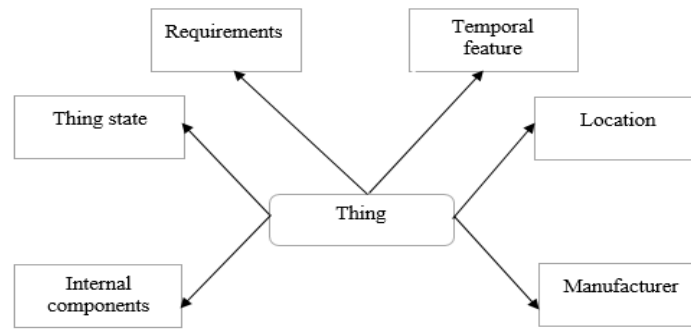 Requirements
Temporal
feature
Thing state
Location
Thing
Internal
components
Manufacturer